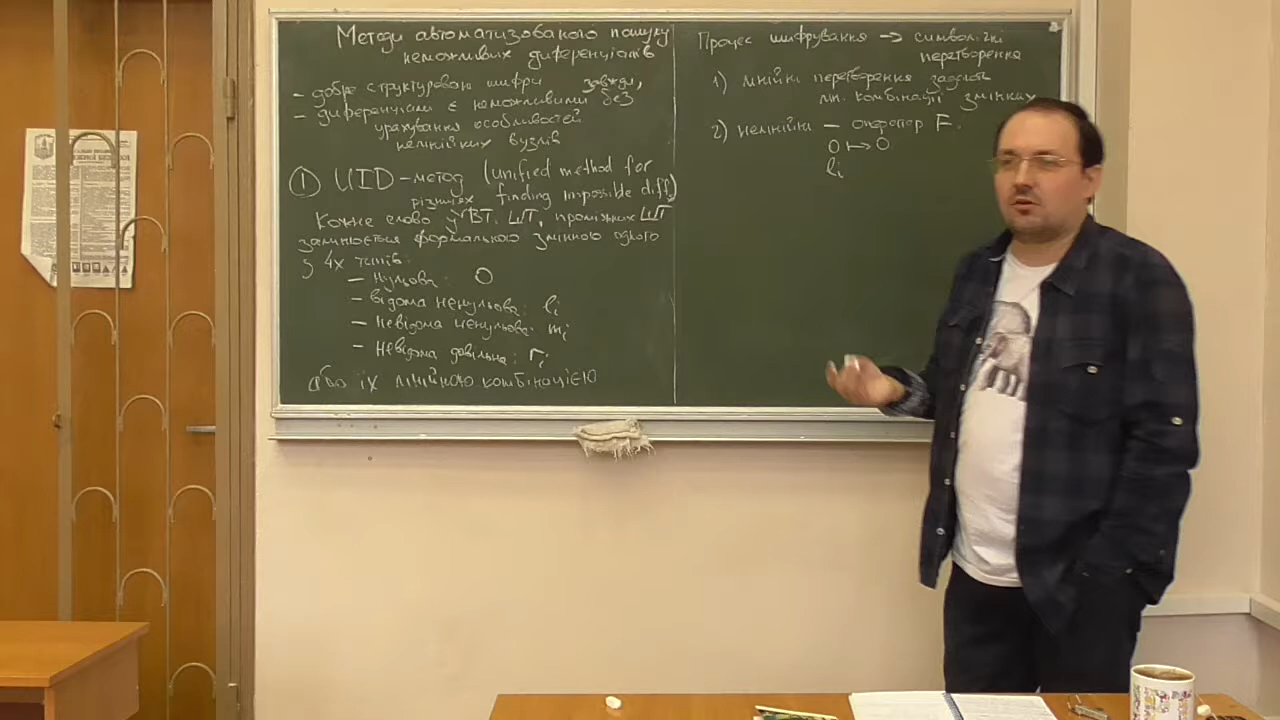 Методи автоматизованого пошуку
неможливих диференціалів
- добре структуровані шифри завжди,
- диференціали є неможливими без
урахування особливостей
нелінійних вузлів
① UID-метод (unified method for
finding impossible diff)
Кожне слово у різницях ВТ, ШТ, проміжних ШТ
замінюється формальною змінною одного
з 4х типів:
- Нульова: 0
- відома ненульова: li
- невідома ненульова: mi
- невідома довільна: ri
або їх лінійною комбінацією
Процес шифрування → символічні
перетворення
1) лінійні перетворення задають
лін. комбінації змінних
2) нелінійні - оператор F.
0 ↦ 0
li